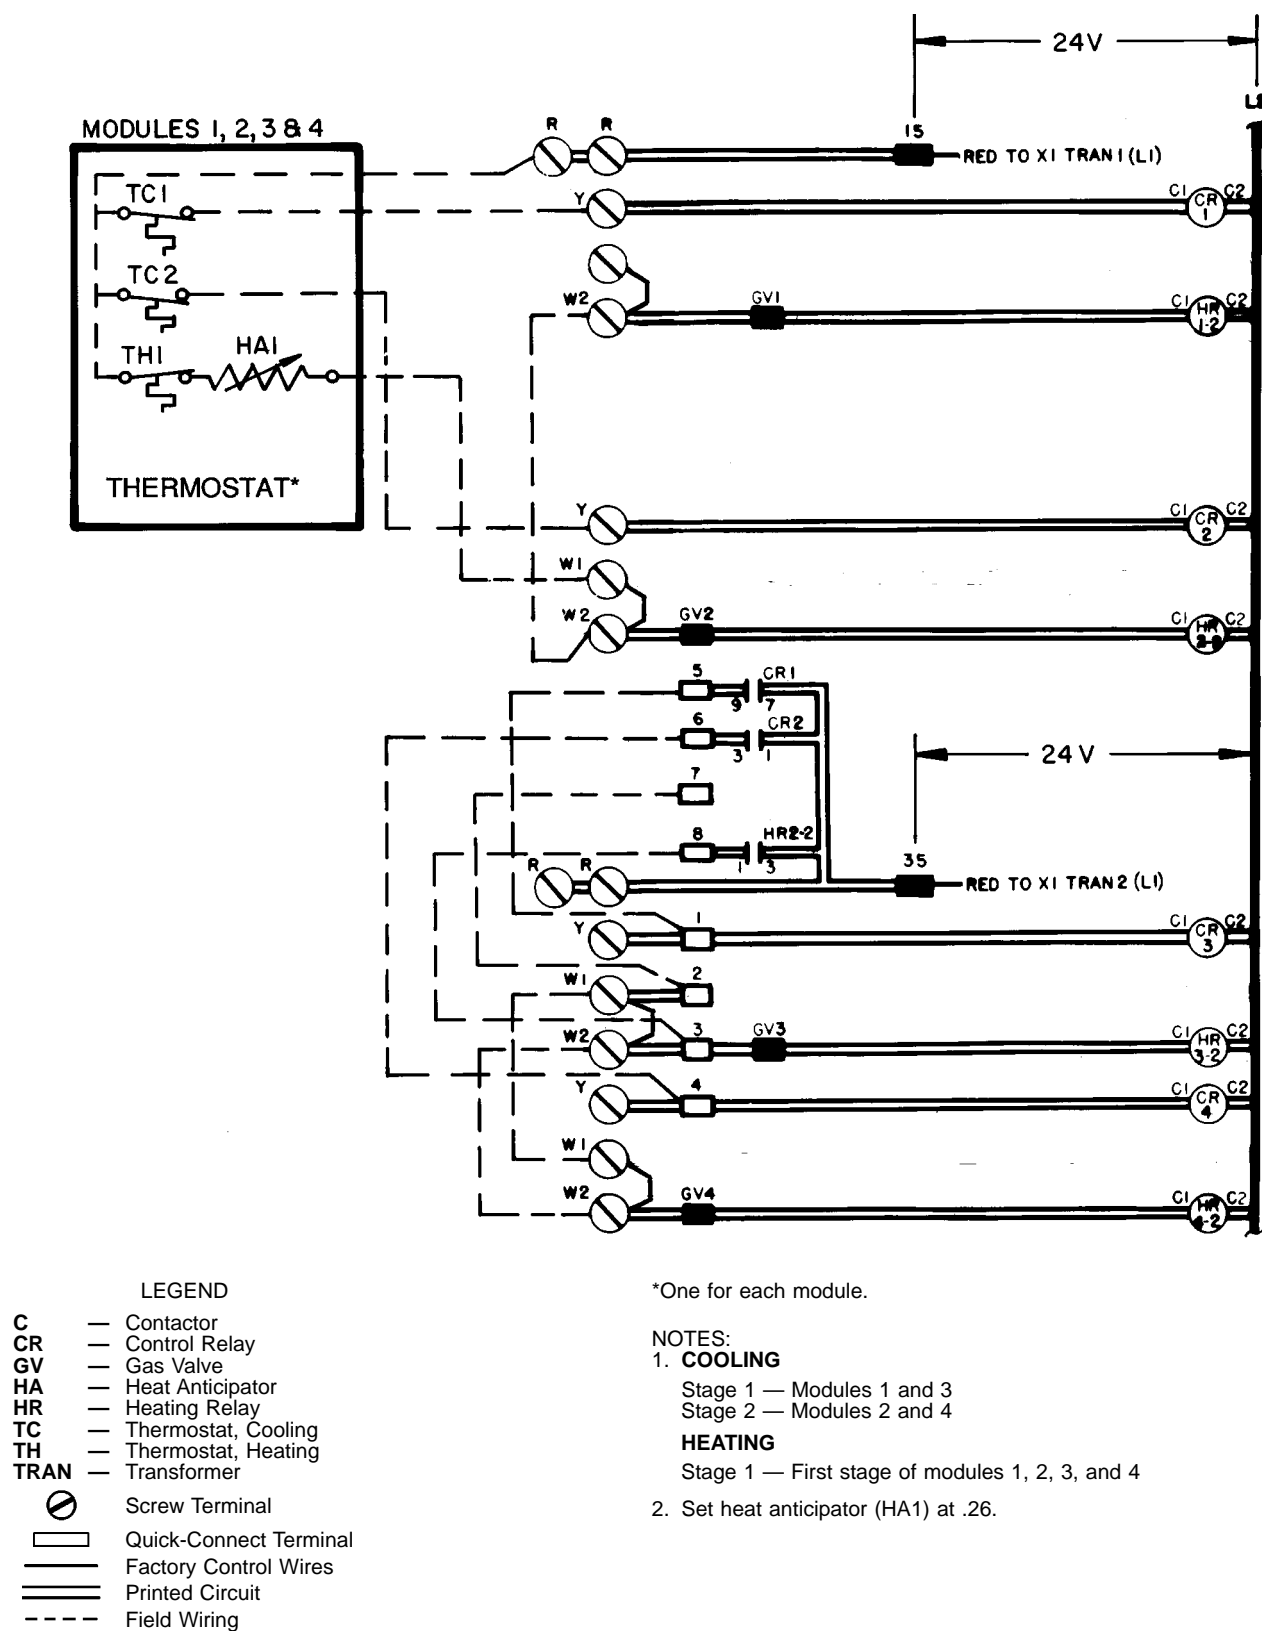 24V
L2
MODULES 1, 2, 3 & 4
R R 15
RED TO X1 TRAN 1 (L1)
TC1
Y C1 CR 1 C2
TC2
W2 GV1 C1 HR 1-2 C2
TH1 HA1
THERMOSTAT*
Y C1 CR 2 C2
W1
W2 GV2 C1 HR C2
5 CR1
9 7
6 CR2
3 1
24V
7
8 HR2-2
1 3
R R 35
RED TO X1 TRAN 2 (L1)
Y 1 C1 CR 3 C2
W1 2
W2 3 GV3 C1 HR 3-2 C2
Y 4 C1 CR 4 C2
W1
W2 GV4 C1 HR 4-2 C2
LEGEND
C — Contactor
CR — Control Relay
GV — Gas Valve
HA — Heat Anticipator
HR — Heating Relay
TC — Thermostat, Cooling
TH — Thermostat, Heating
TRAN — Transformer
Screw Terminal
Quick-Connect Terminal
Factory Control Wires
Printed Circuit
Field Wiring
*One for each module.
NOTES:
1. COOLING
Stage 1 — Modules 1 and 3
Stage 2 — Modules 2 and 4
HEATING
Stage 1 — First stage of modules 1, 2, 3, and 4
2. Set heat anticipator (HA1) at .26.